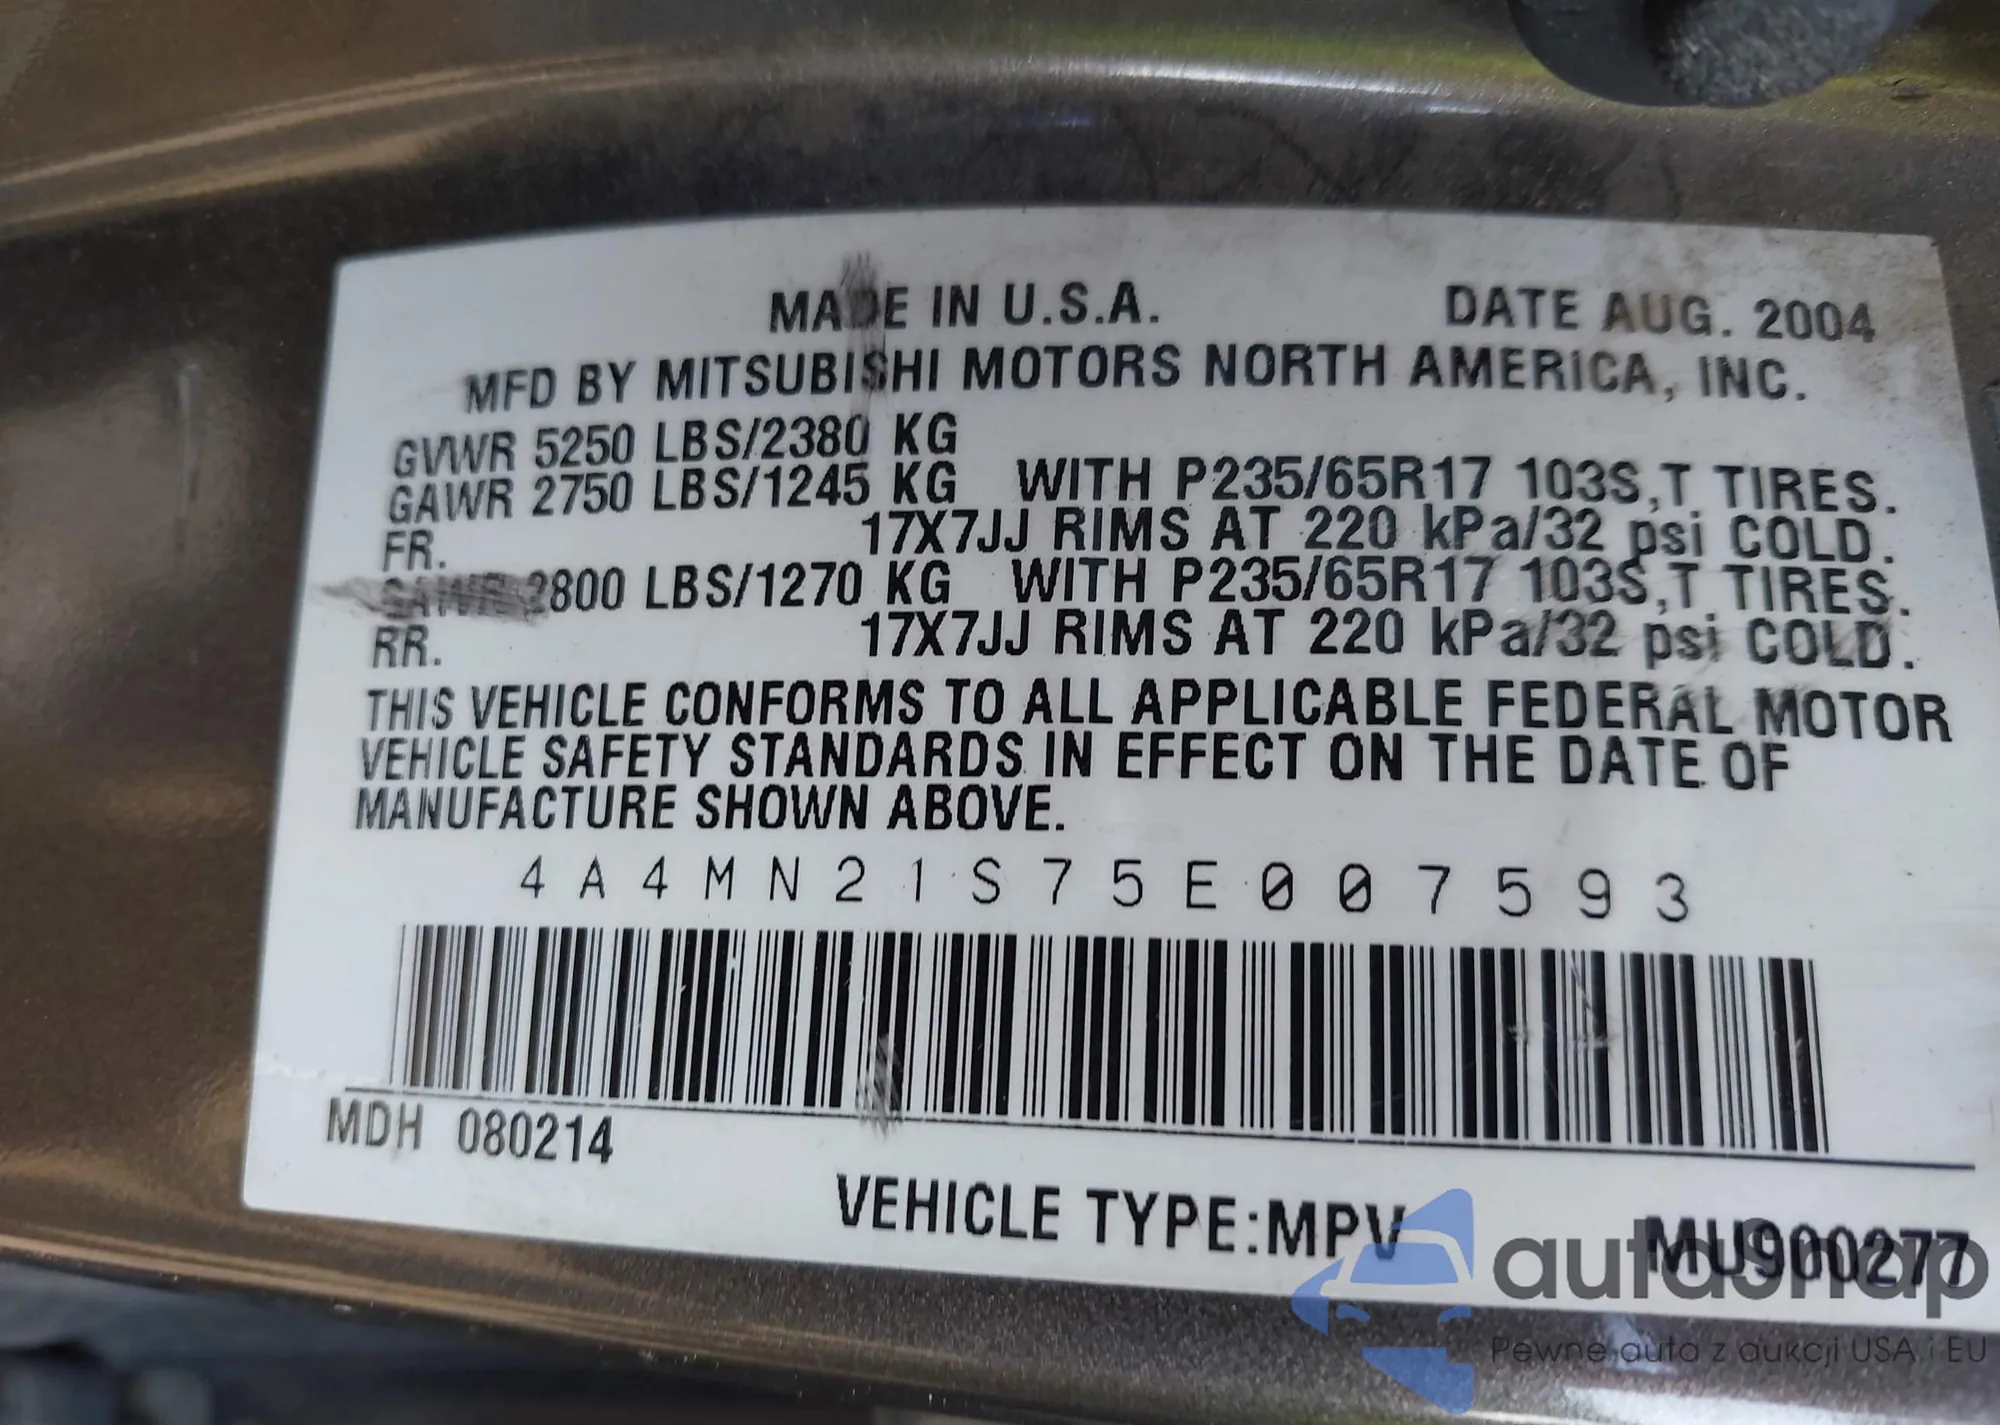 MADE IN U.S.A. DATE AUG. 2004
MFD BY MITSUBISHI MOTORS NORTH AMERICA, INC.
GVWR 5250 LBS/2380 KG
GAWR 2750 LBS/1245 KG WITH P235/65R17 103S,T TIRES.
FR. 17X7JJ RIMS AT 220 kPa/32 psi COLD.
GAWR 2800 LBS/1270 KG WITH P235/65R17 103S,T TIRES.
RR. 17X7JJ RIMS AT 220 kPa/32 psi COLD.
THIS VEHICLE CONFORMS TO ALL APPLICABLE FEDERAL MOTOR
VEHICLE SAFETY STANDARDS IN EFFECT ON THE DATE OF
MANUFACTURE SHOWN ABOVE.
4A4MN21S75E007593
MDH 080214
VEHICLE TYPE:MPV MU900277
autasnap
Pewne auta z aukcji USA i EU